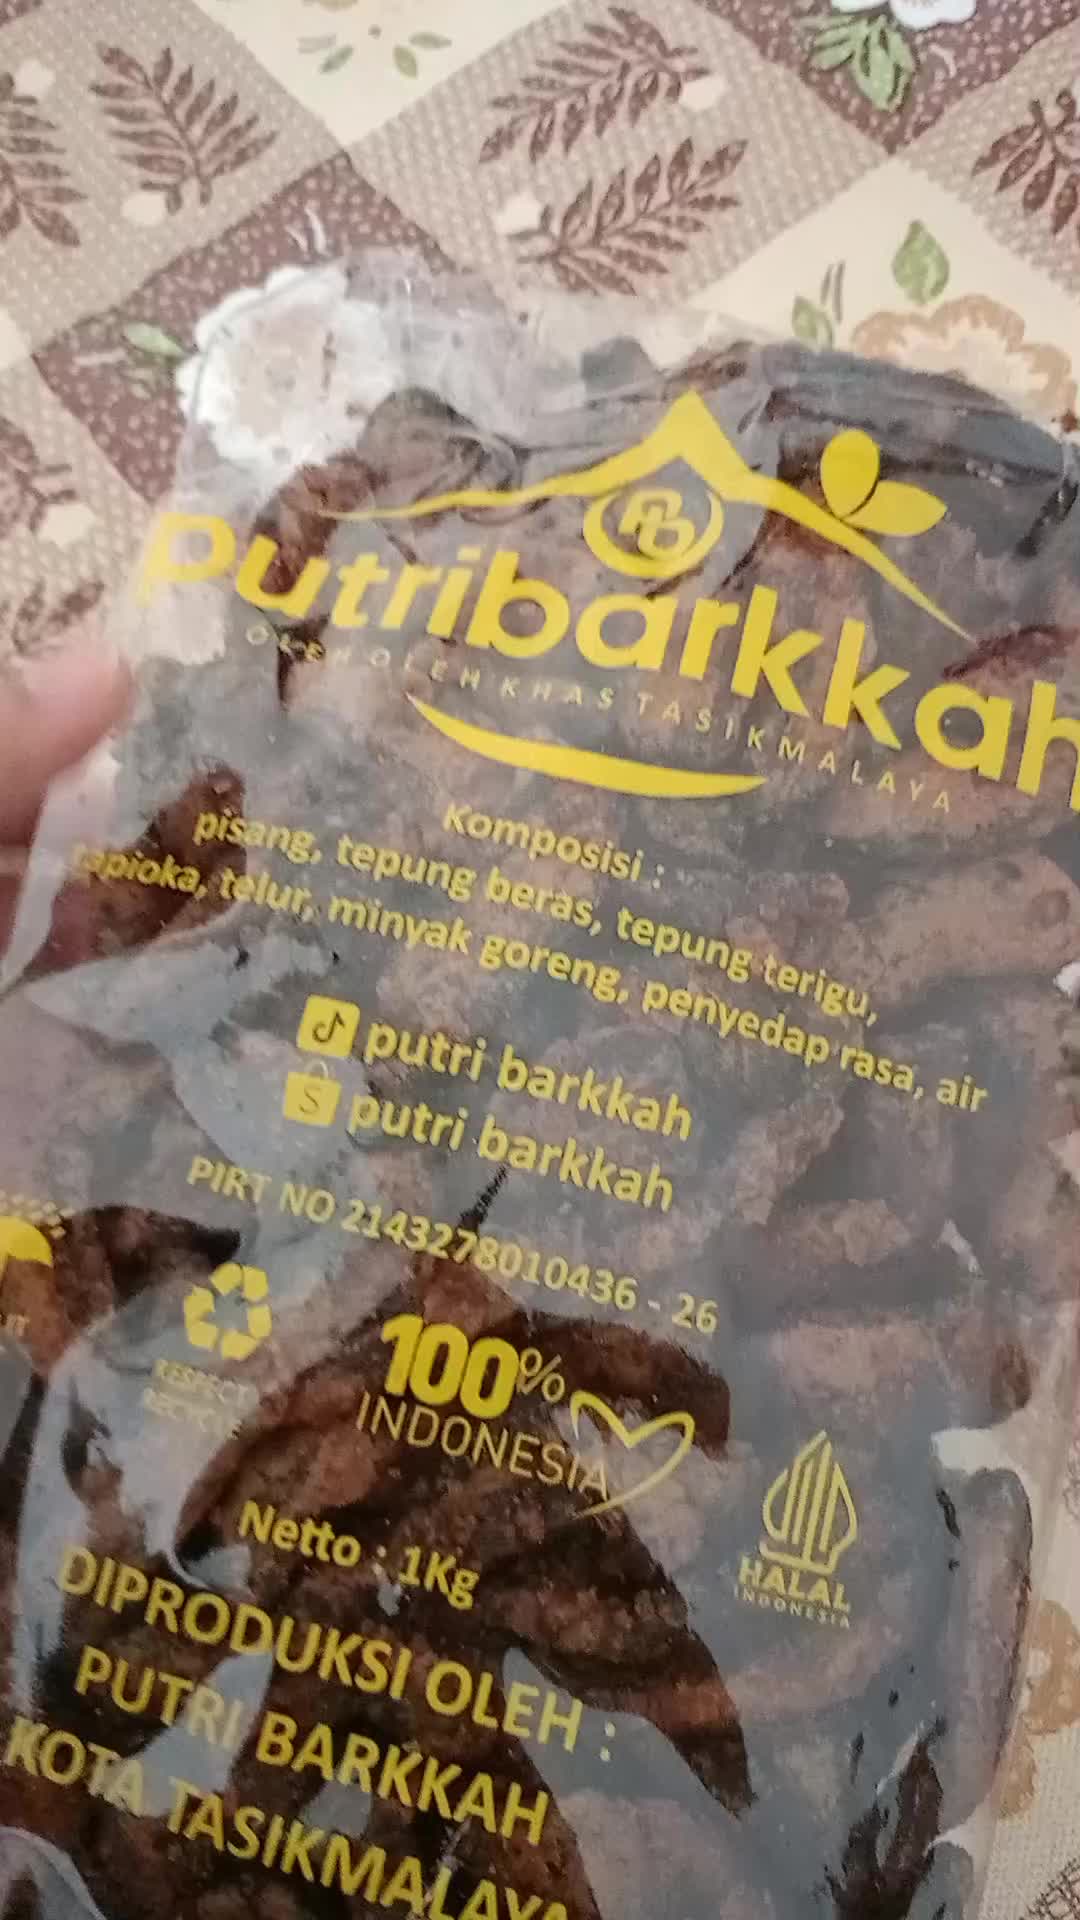 Pb
putribarkkah
OLEH OLEH KHAS TASIKMALAYA
Komposisi :
pisang, tepung beras, tepung terigu,
tapioka, telur, minyak goreng, penyedap rasa, air
putri barkkah
S putri barkkah
PIRT NO 2143278010436 - 26
RESPECT
RECYCLE
100%
INDONESIA
HALAL
INDONESIA
Netto : 1Kg
DIPRODUKSI OLEH :
PUTRI BARKKAH
KOTA TASIKMALAYA